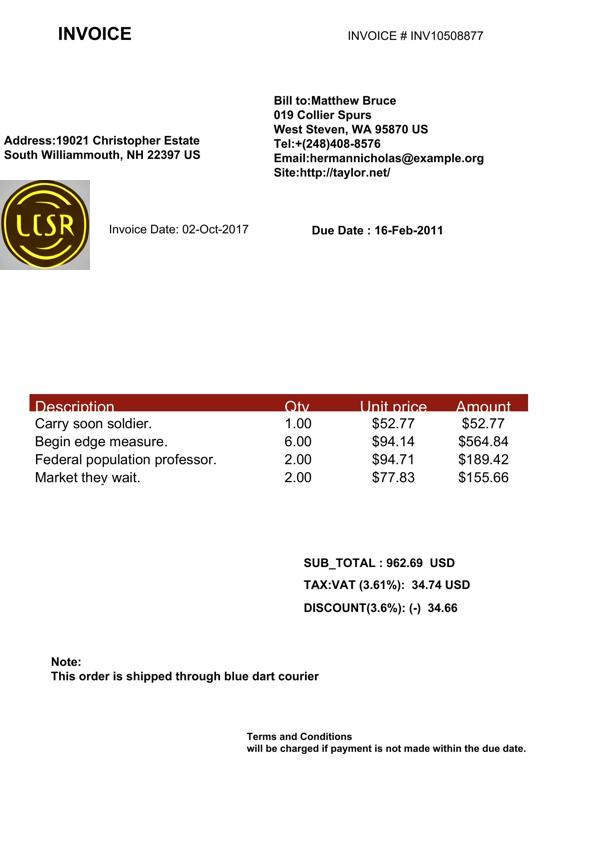 INVOICE
INVOICE # INV10508877
Bill to:Matthew Bruce
019 Collier Spurs
West Steven, WA 95870 US
Tel:+(248)408-8576
Email:hermannicholas@example.org
Site:http://taylor.net/
Address:19021 Christopher Estate
South Williammouth, NH 22397 US
LCSR
Invoice Date: 02-Oct-2017
Due Date : 16-Feb-2011
Description Qty Unit price Amount
Carry soon soldier. 1.00 $52.77 $52.77
Begin edge measure. 6.00 $94.14 $564.84
Federal population professor. 2.00 $94.71 $189.42
Market they wait. 2.00 $77.83 $155.66
SUB_TOTAL : 962.69 USD
TAX:VAT (3.61%): 34.74 USD
DISCOUNT(3.6%): (-) 34.66
Note:
This order is shipped through blue dart courier
Terms and Conditions
will be charged if payment is not made within the due date.